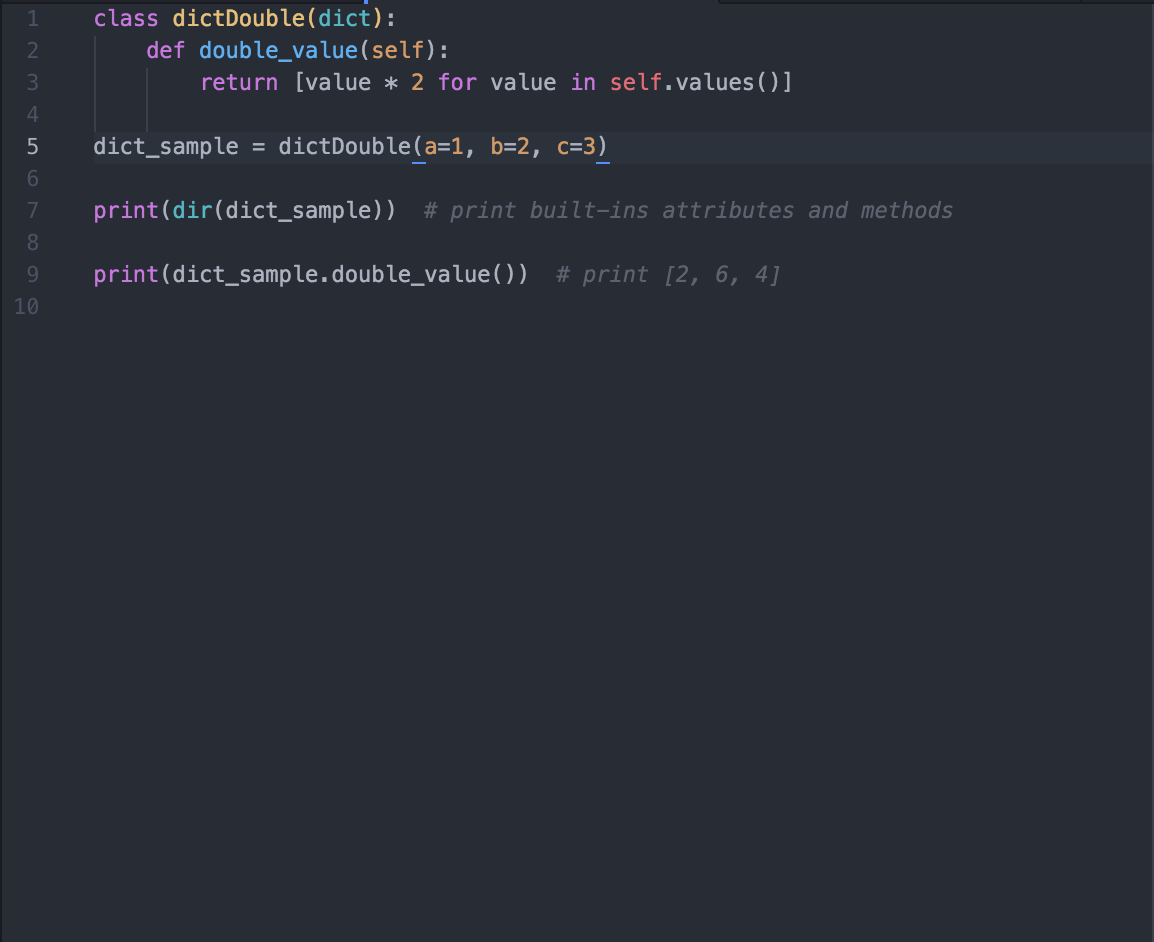 1 class dictDouble(dict):
2     def double_value(self):
3         return [value * 2 for value in self.values()]
4
5 dict_sample = dictDouble(a=1, b=2, c=3)
6
7 print(dir(dict_sample))  # print built-ins attributes and methods
8
9 print(dict_sample.double_value())  # print [2, 6, 4]
10